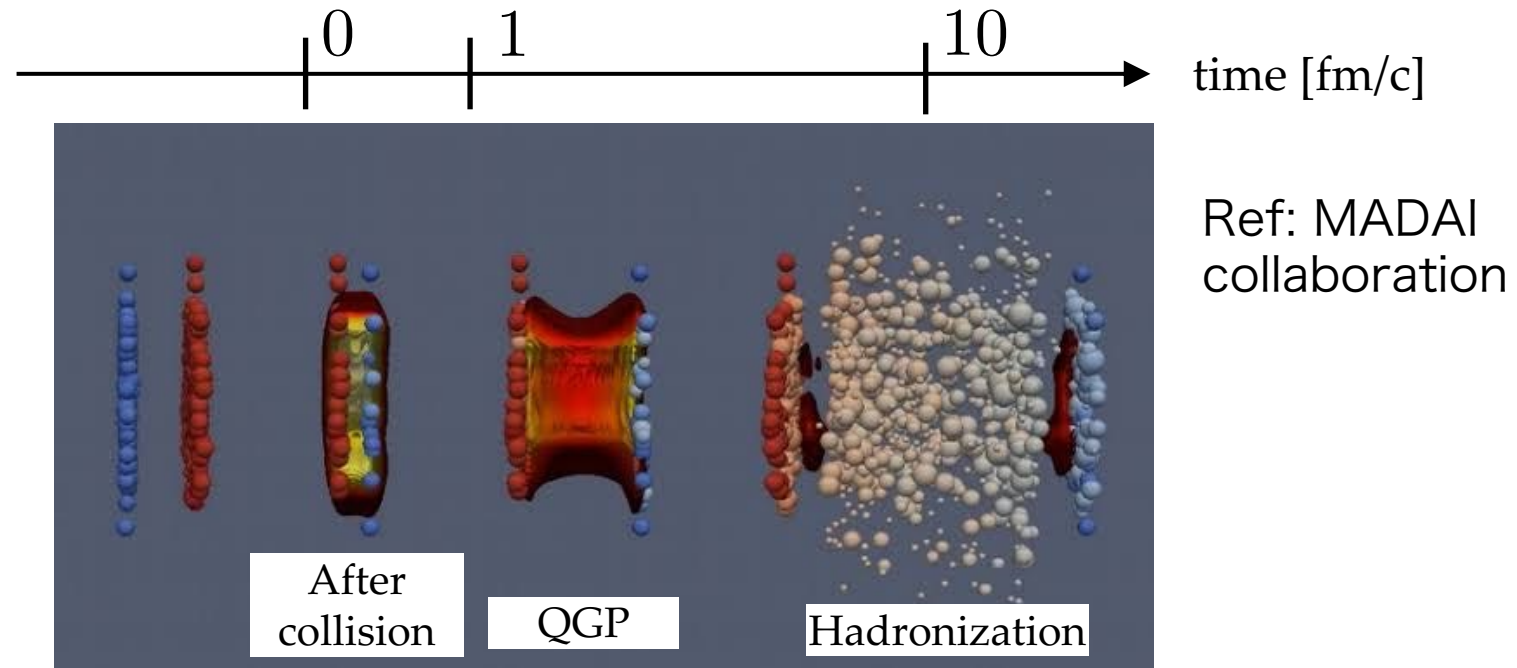 0
1
10
time [fm/c]
Ref: MADAI
collaboration
After
collision
QGP
Hadronization